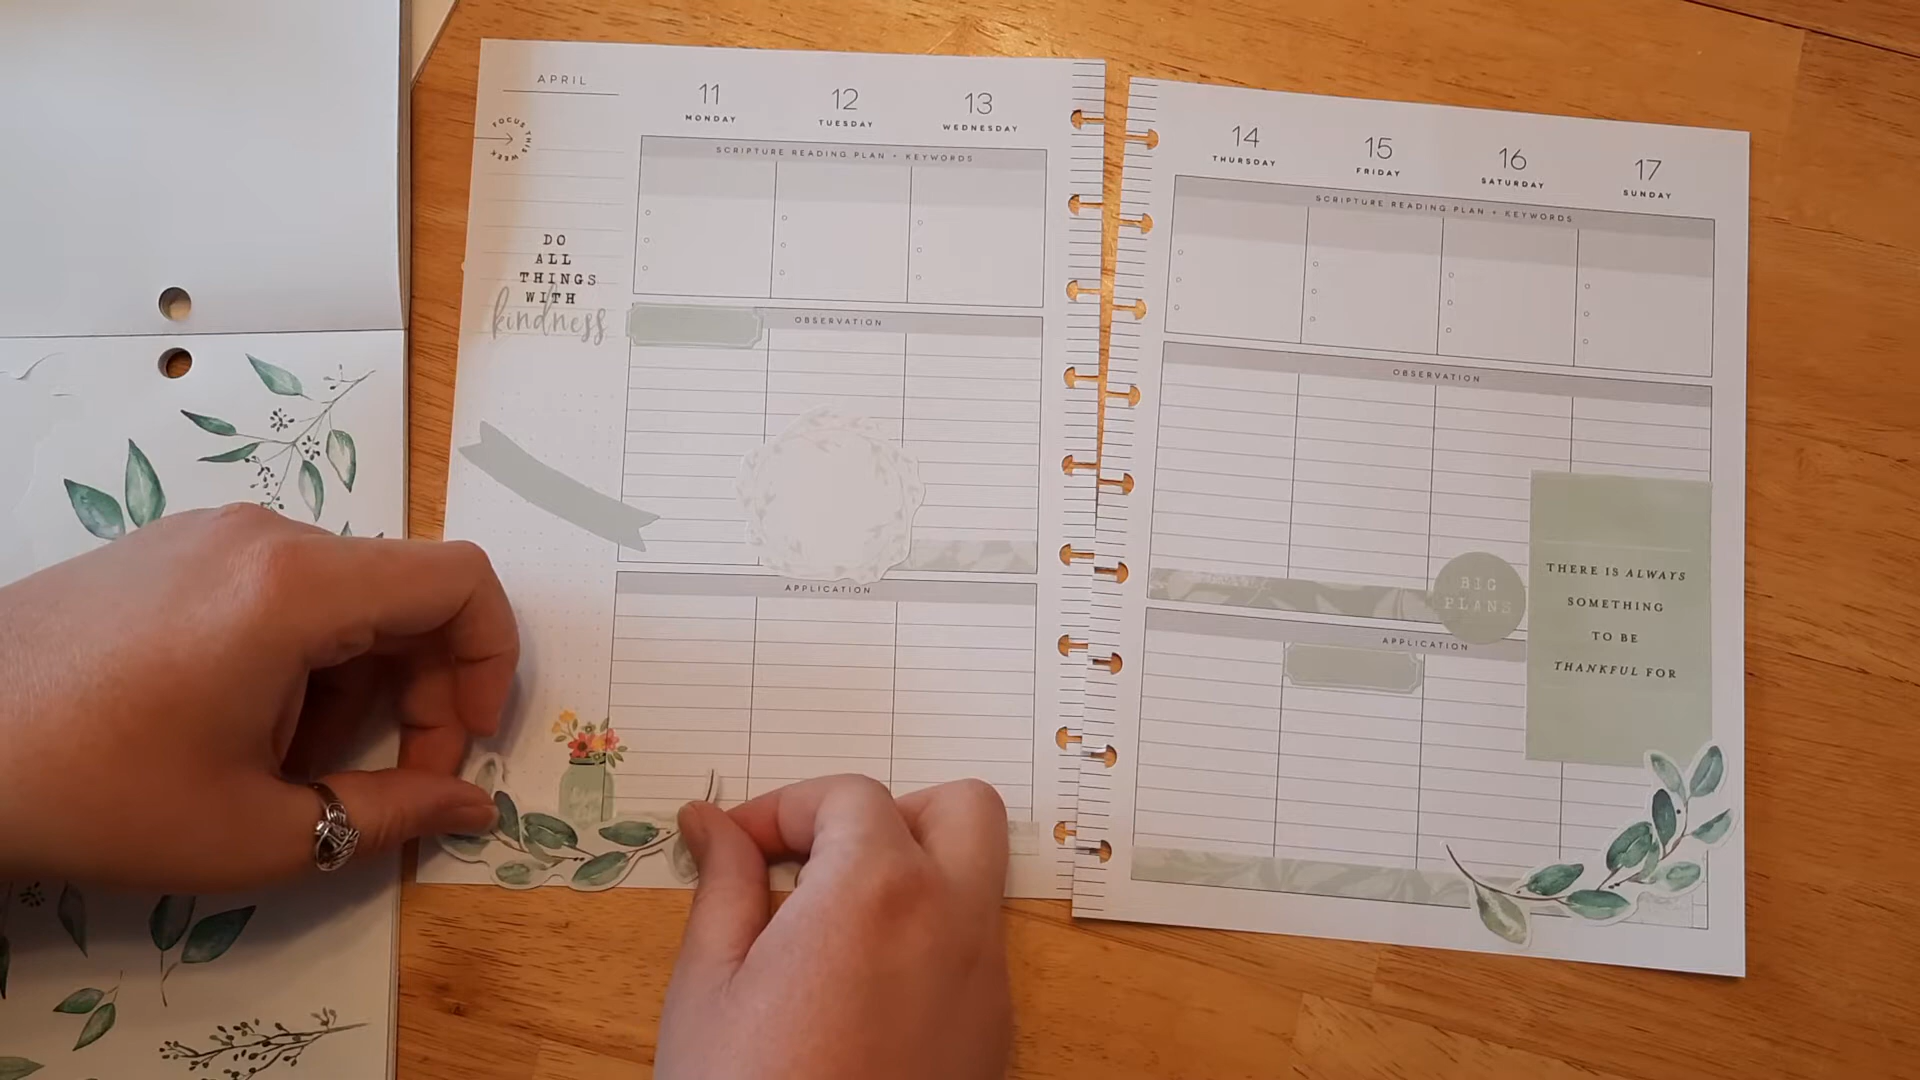 APRIL
FOCUS THIS WEEK
DO
ALL
THINGS
WITH
kindness
11
MONDAY
12
TUESDAY
13
WEDNESDAY
SCRIPTURE READING PLAN + KEYWORDS
OBSERVATION
APPLICATION
14
THURSDAY
15
FRIDAY
16
SATURDAY
17
SUNDAY
SCRIPTURE READING PLAN + KEYWORDS
OBSERVATION
BIG
PLANS
APPLICATION
THERE IS ALWAYS
SOMETHING
TO BE
THANKFUL FOR